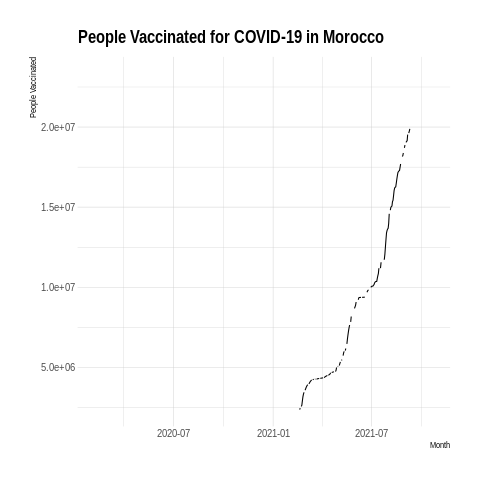 People Vaccinated for COVID-19 in Morocco
People Vaccinated
2.0e+07
1.5e+07
1.0e+07
5.0e+06
2020-07 2021-01 2021-07
Month